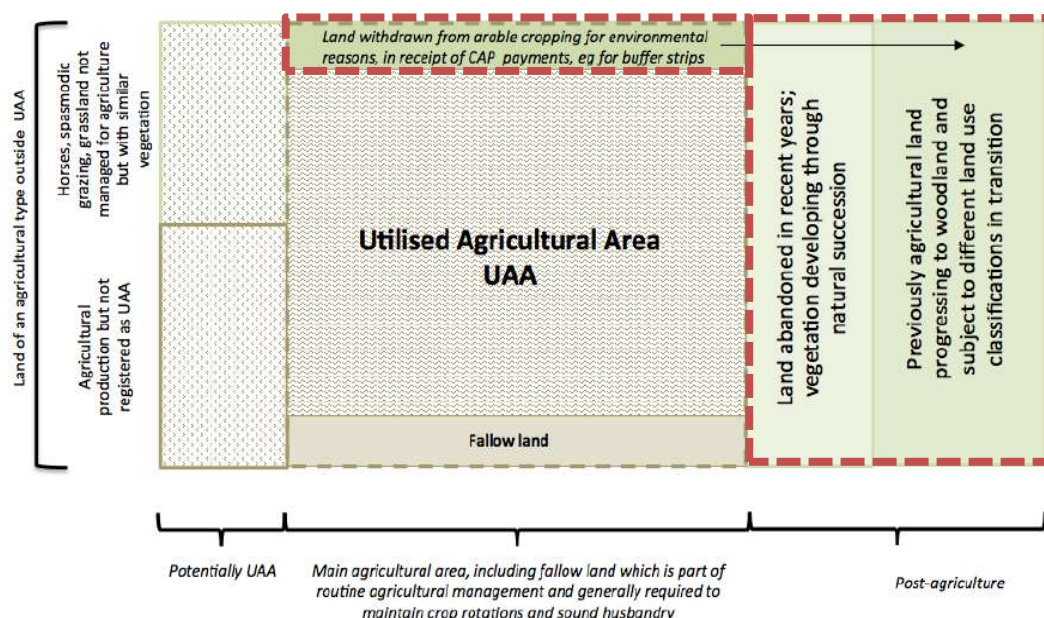 Land withdrawn from arable cropping for environmental
reasons, in receipt of CAP payments, eg for buffer strips
Land of an agricultural type outside UAA
Horses, spasmodic
grazing, grassland not
managed for agriculture
but with similar
vegetation
Agricultural
production but not
registered as UAA
Utilised Agricultural Area
UAA
Fallow land
Land abandoned in recent years;
vegetation developing through
natural succession
Previously agricultural land
progressing to woodland and
subject to different land use
classifications in transition
Potentially UAA
Main agricultural area, including fallow land which is part of
routine agricultural management and generally required to
maintain crop rotations and sound husbandry
Post-agriculture